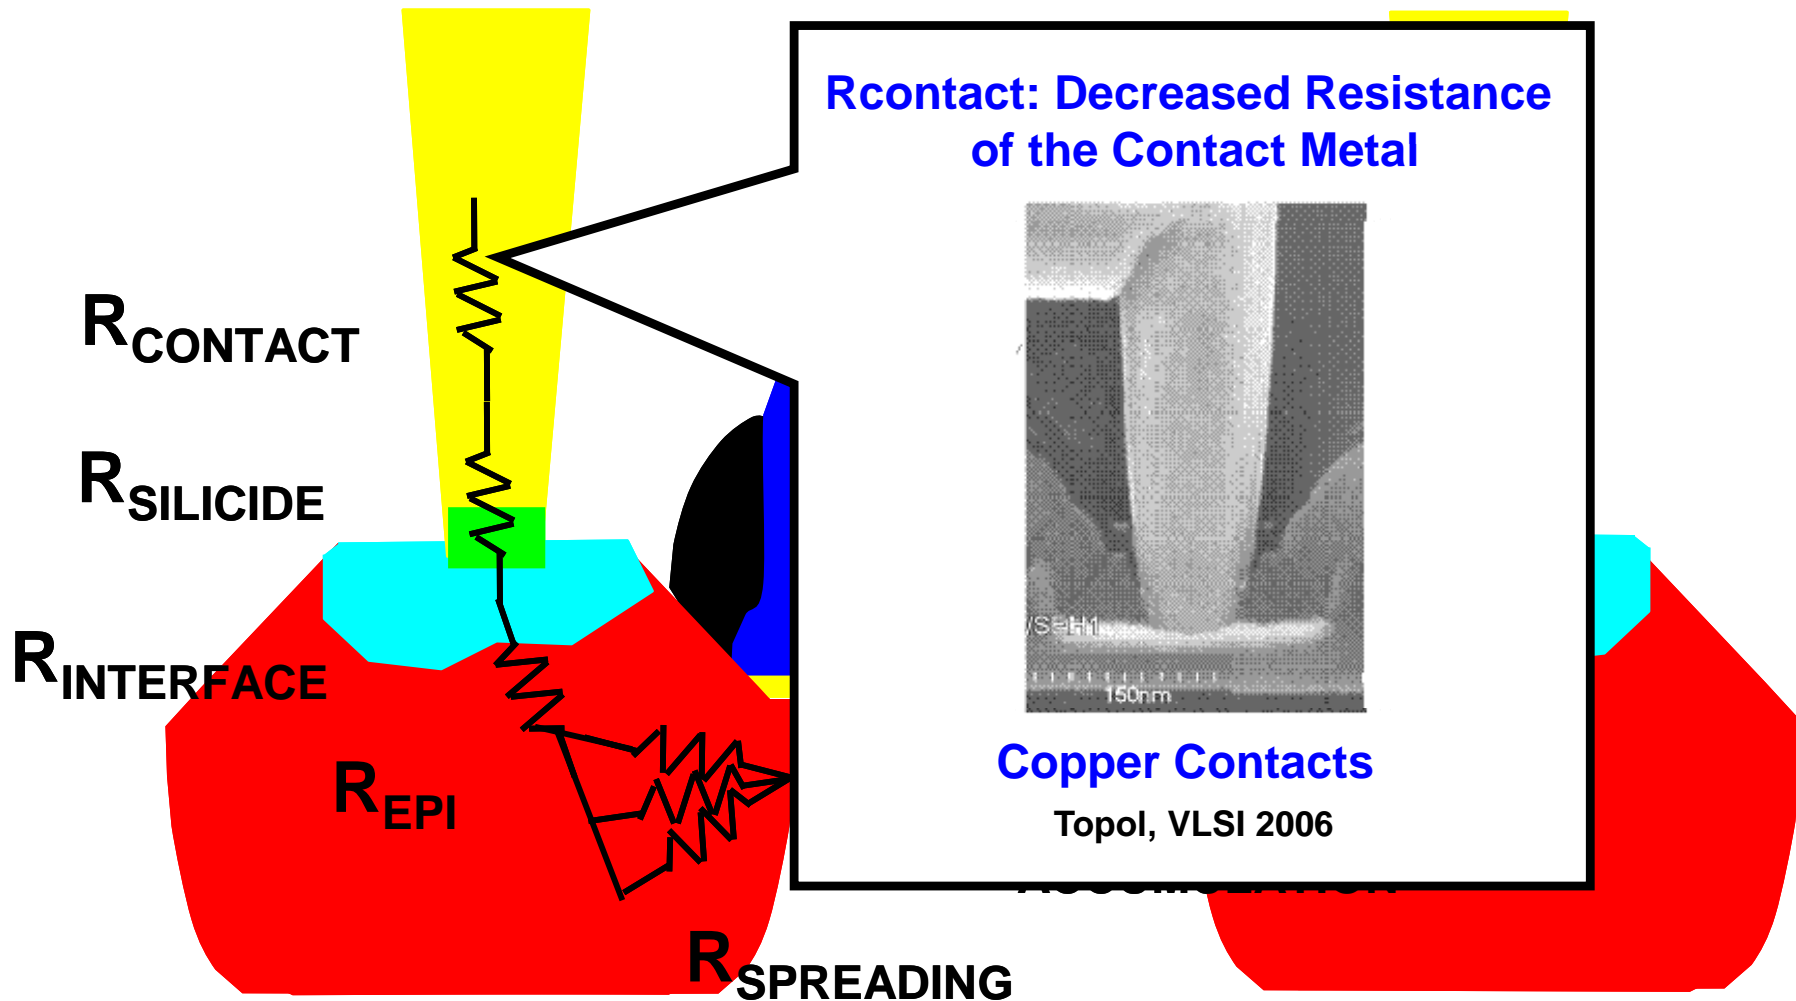 Rcontact: Decreased Resistance
of the Contact Metal
RCONTACT
RSILICIDE
RINTERFACE
REPI
150nm
Copper Contacts
Topol, VLSI 2006
RSPREADING